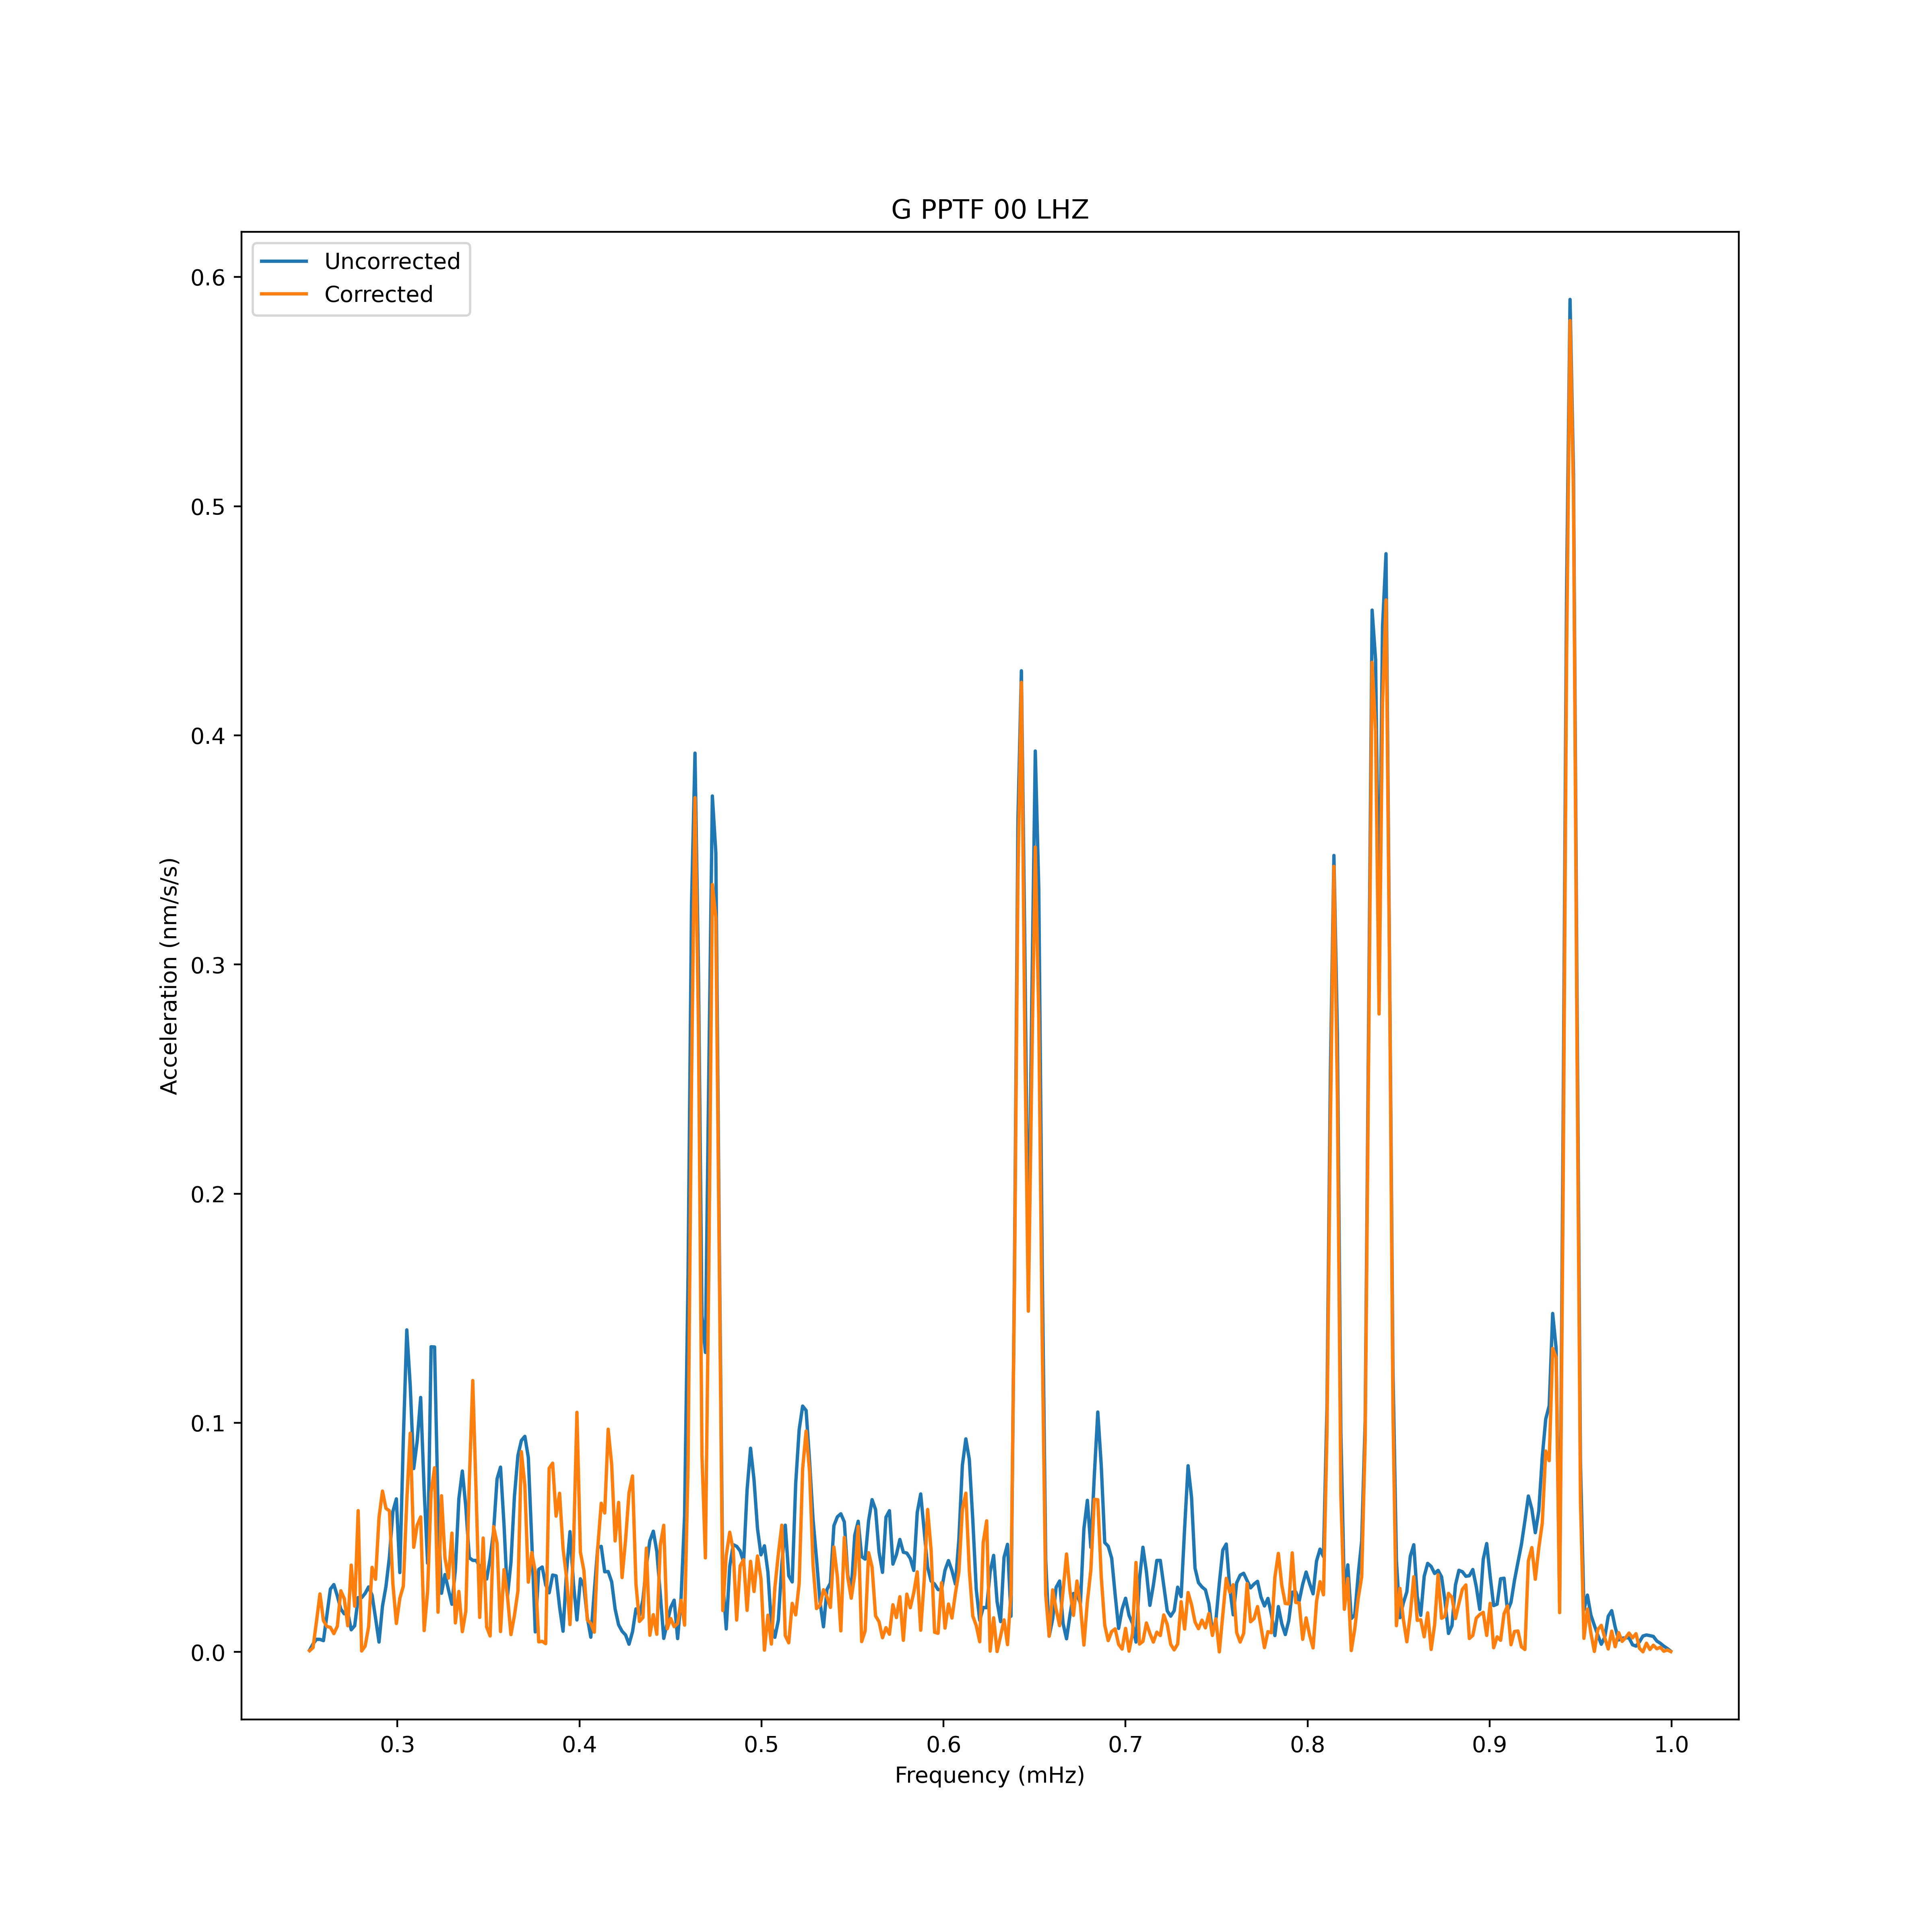 G PPTF 00 LHZ
Uncorrected
Corrected
0.6
0.5
0.4
0.3
0.2
0.1
0.0
Acceleration (nm/s/s)
0.3 0.4 0.5 0.6 0.7 0.8 0.9 1.0
Frequency (mHz)